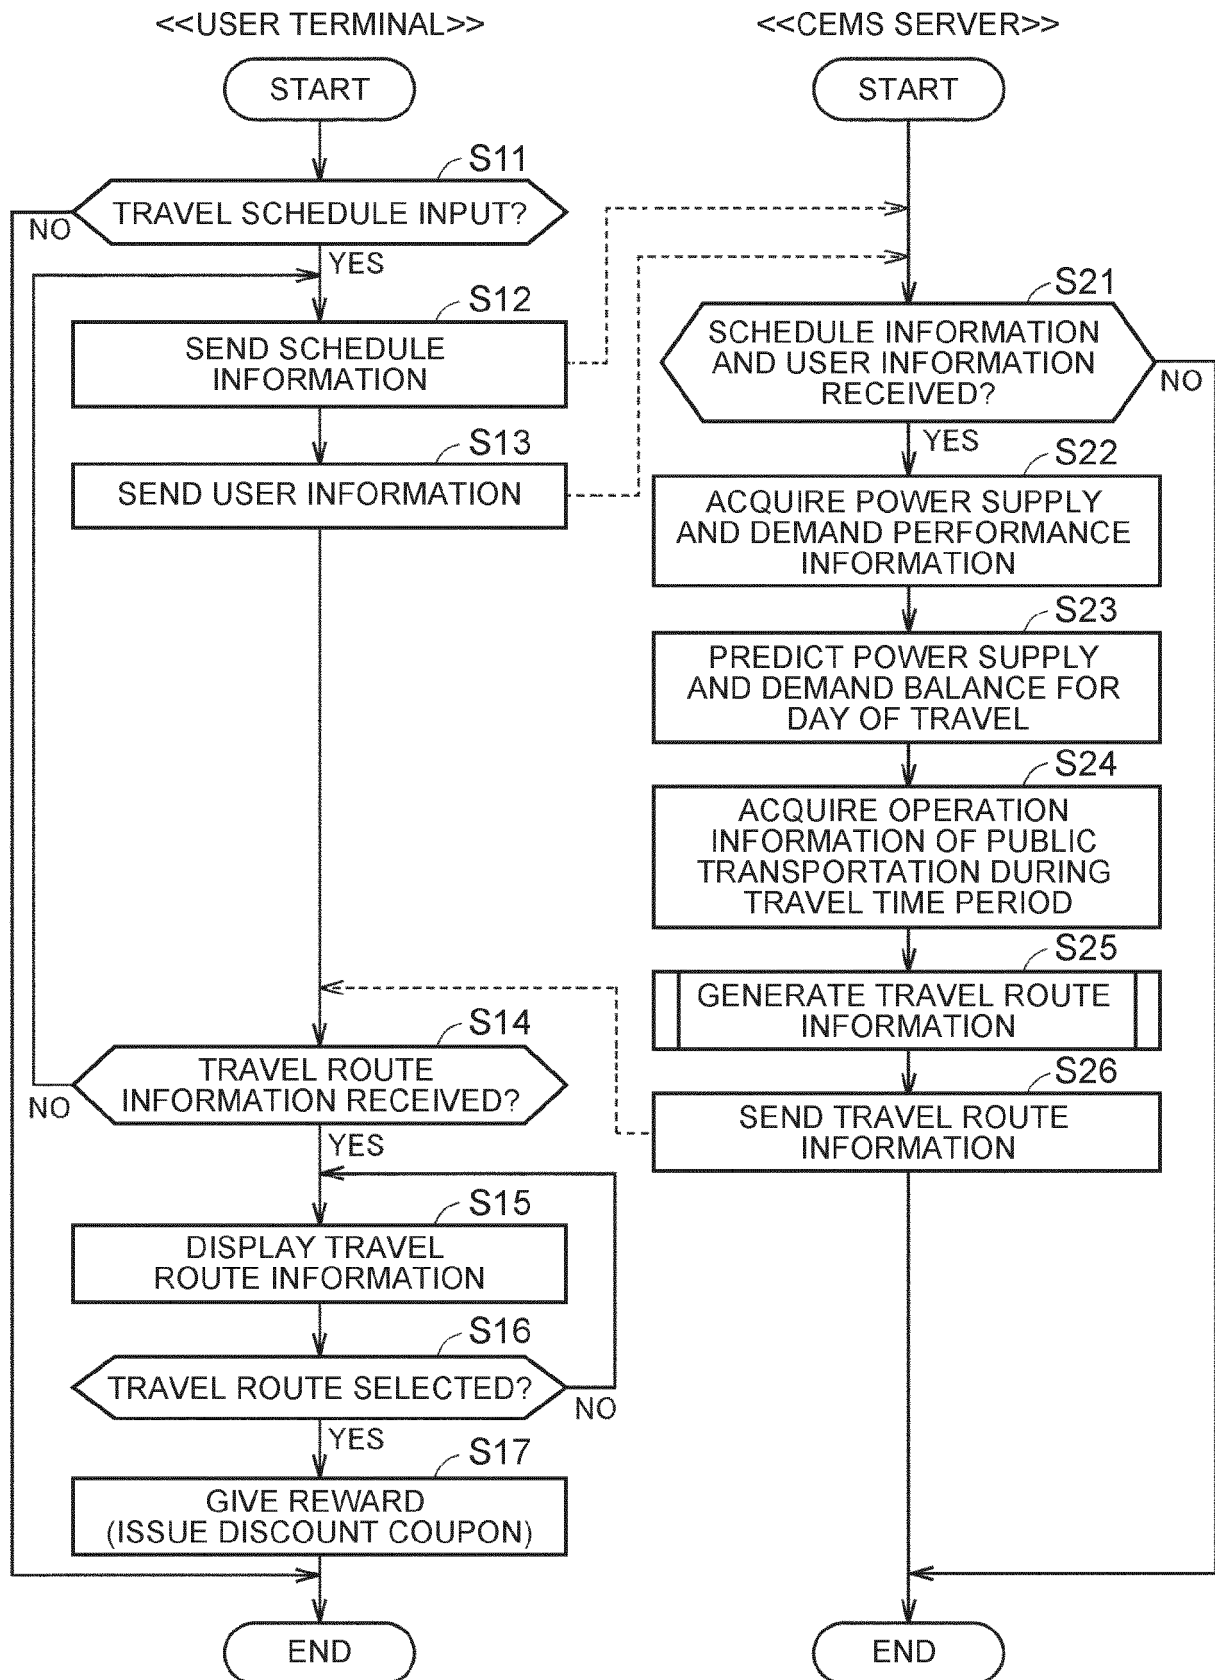 <<USER TERMINAL>>
START
S11
TRAVEL SCHEDULE INPUT?
NO
YES
S12
SEND SCHEDULE
INFORMATION
S13
SEND USER INFORMATION
S14
TRAVEL ROUTE
INFORMATION RECEIVED?
NO
YES
S15
DISPLAY TRAVEL
ROUTE INFORMATION
S16
TRAVEL ROUTE SELECTED?
NO
YES
S17
GIVE REWARD
(ISSUE DISCOUNT COUPON)
END
<<CEMS SERVER>>
START
S21
SCHEDULE INFORMATION
AND USER INFORMATION
RECEIVED?
NO
YES
S22
ACQUIRE POWER SUPPLY
AND DEMAND PERFORMANCE
INFORMATION
S23
PREDICT POWER SUPPLY
AND DEMAND BALANCE FOR
DAY OF TRAVEL
S24
ACQUIRE OPERATION
INFORMATION OF PUBLIC
TRANSPORTATION DURING
TRAVEL TIME PERIOD
S25
GENERATE TRAVEL ROUTE
INFORMATION
S26
SEND TRAVEL ROUTE
INFORMATION
END